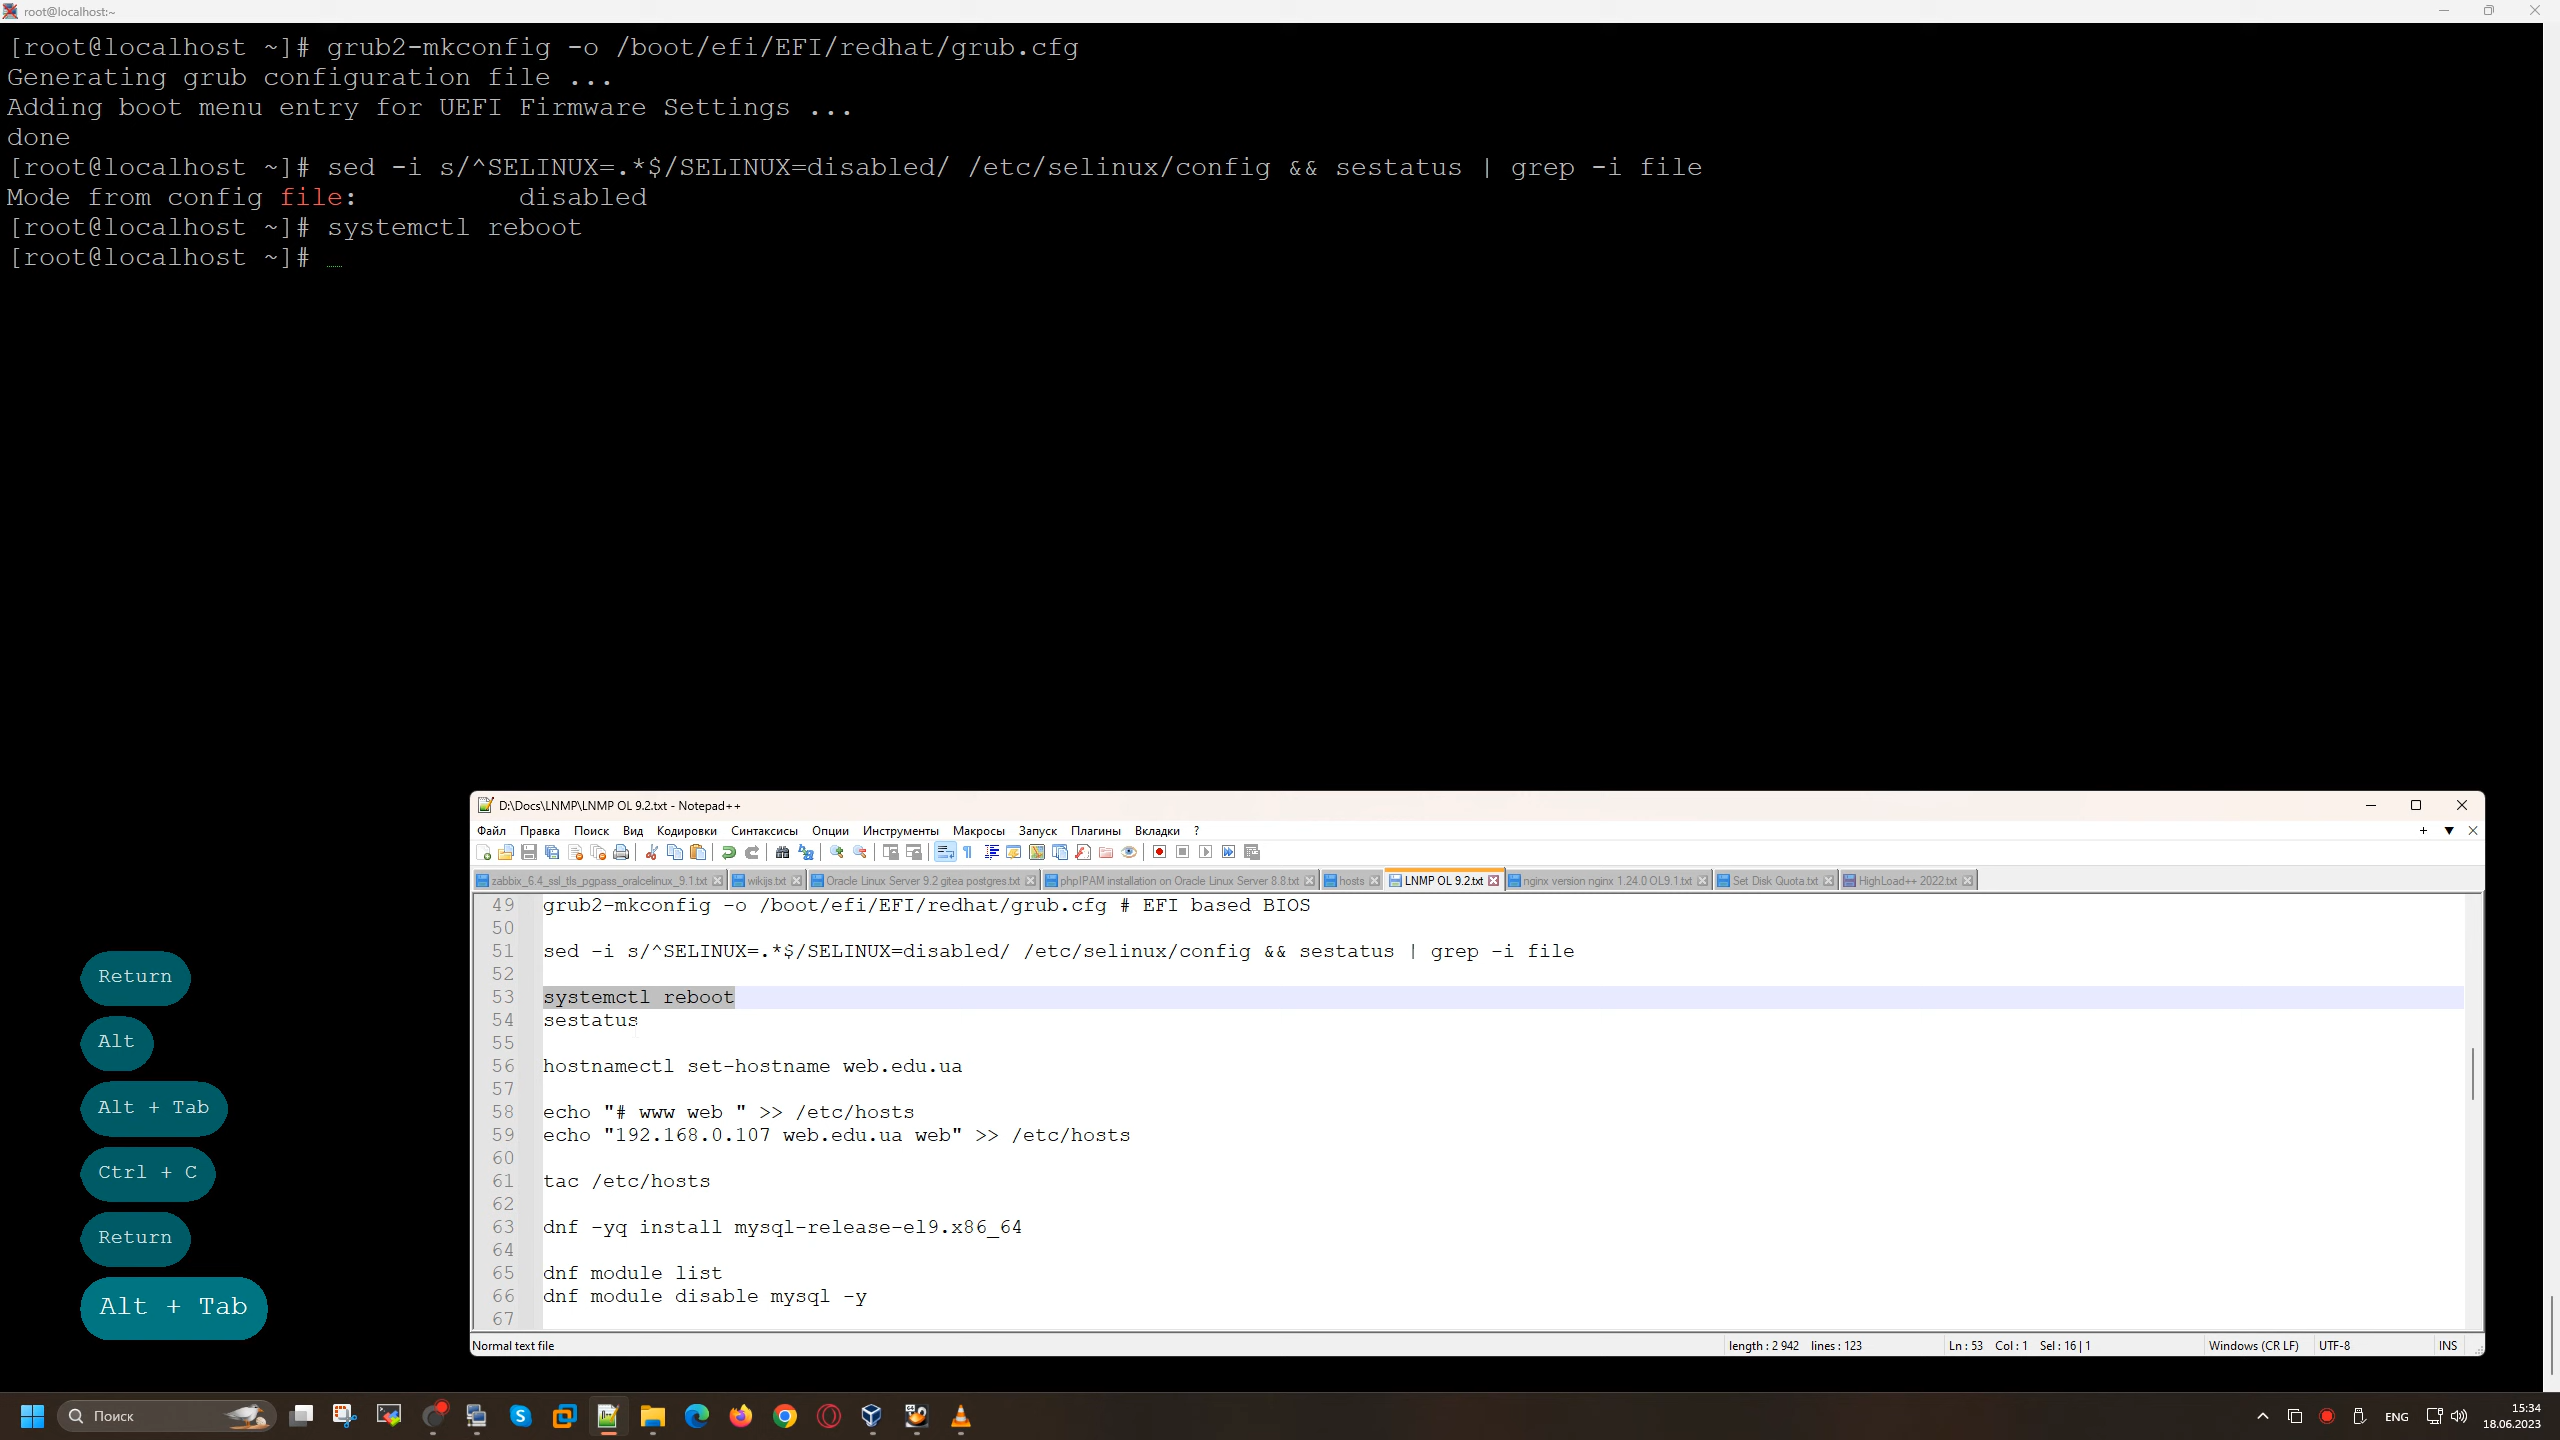 root@localhost:~
[root@localhost ~]# grub2-mkconfig -o /boot/efi/EFI/redhat/grub.cfg
Generating grub configuration file ...
Adding boot menu entry for UEFI Firmware Settings ...
done
[root@localhost ~]# sed -i s/^SELINUX=.*$/SELINUX=disabled/ /etc/selinux/config && sestatus | grep -i file
Mode from config file:          disabled
[root@localhost ~]# systemctl reboot
[root@localhost ~]# _
D:\Docs\LNMP\LNMP OL 9.2.txt - Notepad++
Файл Правка Поиск Вид Кодировки Синтаксисы Опции Инструменты Макросы Запуск Плагины Вкладки ?
zabbix_6.4_ssl_tls_pgpass_oralcelinux_9.1.txt wikijs.txt Oracle Linux Server 9.2 gitea postgres.txt phpIPAM installation on Oracle Linux Server 8.8.txt hosts LNMP OL 9.2.txt nginx version nginx 1.24.0 OL9.1.txt Set Disk Quota.txt HighLoad++ 2022.txt
49 grub2-mkconfig -o /boot/efi/EFI/redhat/grub.cfg # EFI based BIOS
50
51 sed -i s/^SELINUX=.*$/SELINUX=disabled/ /etc/selinux/config && sestatus | grep -i file
52
53 systemctl reboot
54 sestatus
55
56 hostnamectl set-hostname web.edu.ua
57
58 echo "# www web " >> /etc/hosts
59 echo "192.168.0.107 web.edu.ua web" >> /etc/hosts
60
61 tac /etc/hosts
62
63 dnf -yq install mysql-release-el9.x86_64
64
65 dnf module list
66 dnf module disable mysql -y
67
Normal text file length : 2 942 lines : 123 Ln : 53 Col : 1 Sel : 16 | 1 Windows (CR LF) UTF-8 INS
Return
Alt
Alt + Tab
Ctrl + C
Return
Alt + Tab
Поиск
ENG
15:34
18.06.2023